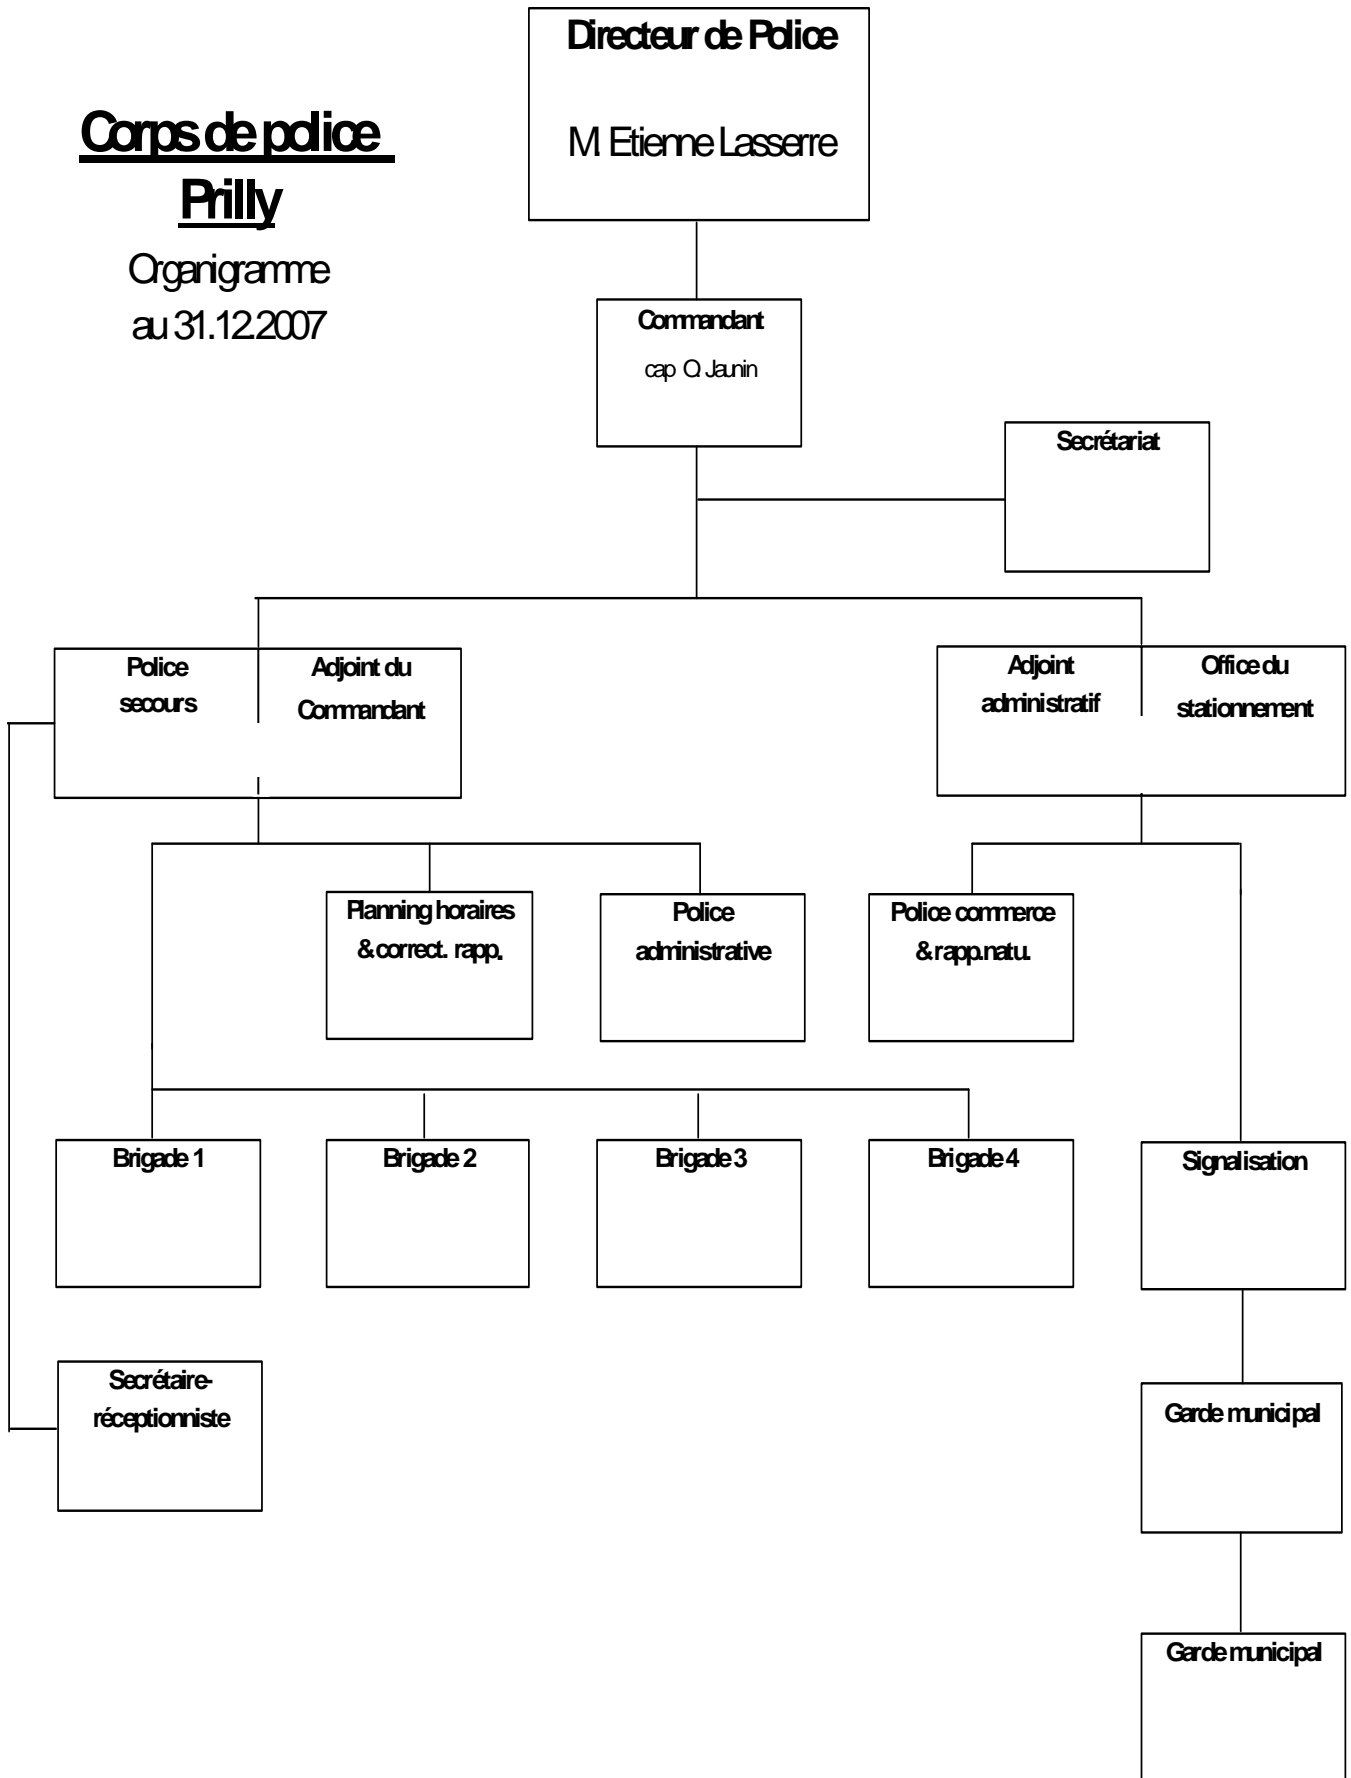 Directeur de Police
M. Etienne Lasserre
Corps de police
Prilly
Organigramme
au 31.12.2007
Commandant
cap O. Jaunin
Secrétariat
Police
secours
Adjoint du
Commandant
Adjoint
administratif
Office du
stationnement
Planning horaires
& correct. rapp.
Police
administrative
Police commerce
& rapp.natu.
Brigade 1
Brigade 2
Brigade 3
Brigade 4
Signalisation
Secrétaire-
réceptionniste
Garde municipal
Garde municipal